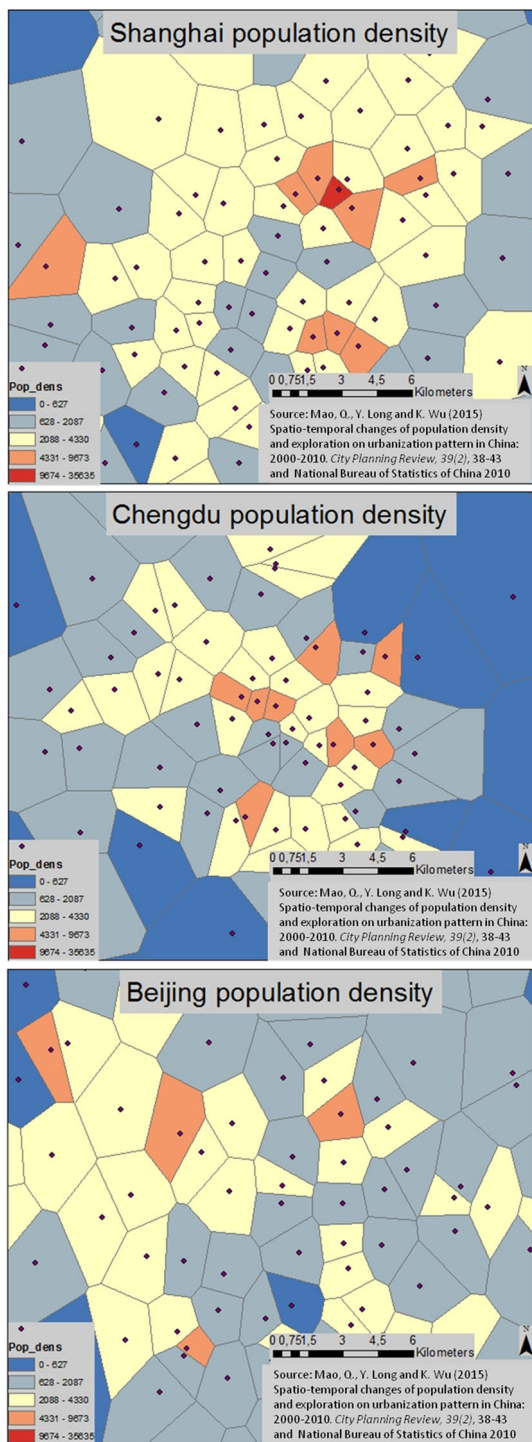 Shanghai population density
Pop_dens
0 - 627
628 - 2087
2088 - 4330
4331 - 9673
9674 - 35635
0 0,751,5 3 4,5 6
Kilometers
N
Source: Mao, Q., Y. Long and K. Wu (2015)
Spatio-temporal changes of population density
and exploration on urbanization pattern in China:
2000-2010. City Planning Review, 39(2), 38-43
and National Bureau of Statistics of China 2010
Chengdu population density
Pop_dens
0 - 627
628 - 2087
2088 - 4330
4331 - 9673
9674 - 35635
0 0,751,5 3 4,5 6
Kilometers
N
Source: Mao, Q., Y. Long and K. Wu (2015)
Spatio-temporal changes of population density
and exploration on urbanization pattern in China:
2000-2010. City Planning Review, 39(2), 38-43
and National Bureau of Statistics of China 2010
Beijing population density
Pop_dens
0 - 627
628 - 2087
2088 - 4330
4331 - 9673
9674 - 35635
0 0,751,5 3 4,5 6
Kilometers
N
Source: Mao, Q., Y. Long and K. Wu (2015)
Spatio-temporal changes of population density
and exploration on urbanization pattern in China:
2000-2010. City Planning Review, 39(2), 38-43
and National Bureau of Statistics of China 2010